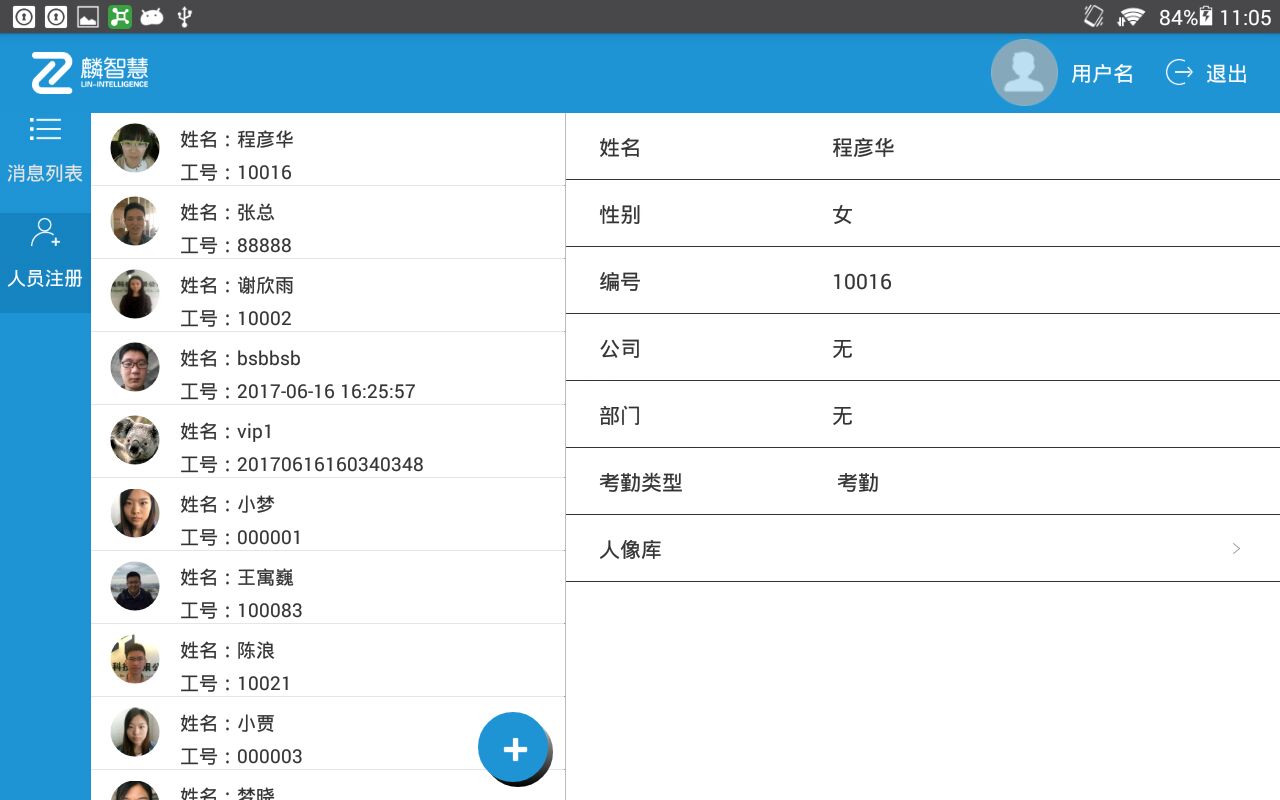 84% 11:05
麟智慧
LIN-INTELLIGENCE
用户名
退出
消息列表
人员注册
姓名：程彦华
工号：10016
姓名：张总
工号：88888
姓名：谢欣雨
工号：10002
姓名：bsbbsb
工号：2017-06-16 16:25:57
姓名：vip1
工号：20170616160340348
姓名：小梦
工号：000001
姓名：王寓巍
工号：100083
姓名：陈浪
工号：10021
姓名：小贾
工号：000003
姓名：梦晓
姓名 程彦华
性别 女
编号 10016
公司 无
部门 无
考勤类型 考勤
人像库